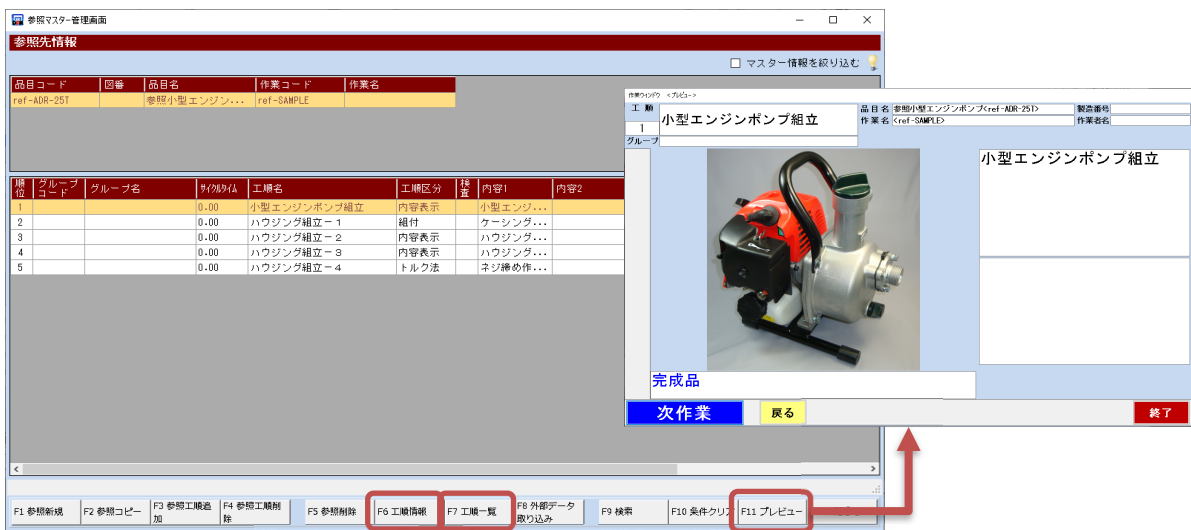 参照マスター管理画面
参照先情報
マスター情報を絞り込む
品目コード 図番 品目名 作業コード 作業名
ref-ADR-25T 参照小型エンジン... ref-SAMPLE
順位 グループコード グループ名 サイクルタイム 工順名 工順区分 検査 内容1 内容2
1 0.00 小型エンジンポンプ組立 内容表示 小型エンジ...
2 0.00 ハウジング組立－１ 組付 ケーシング...
3 0.00 ハウジング組立－２ 内容表示 ハウジング...
4 0.00 ハウジング組立－３ 内容表示 ハウジング...
5 0.00 ハウジング組立－４ トルク法 ネジ締め作...
作業ウインドウ <プレビュー>
工 順 小型エンジンポンプ組立 品 目 名 参照小型エンジンポンプ<ref-ADR-25T> 製造番号
1 作 業 名 <ref-SAMPLE> 作業者名
グループ
小型エンジンポンプ組立
完成品
次作業 戻る 終了
F1 参照新規 F2 参照コピー F3 参照工順追加 F4 参照工順削除 F5 参照削除 F6 工順情報 F7 工順一覧 F8 外部データ取り込み F9 検索 F10 条件クリア F11 プレビュー